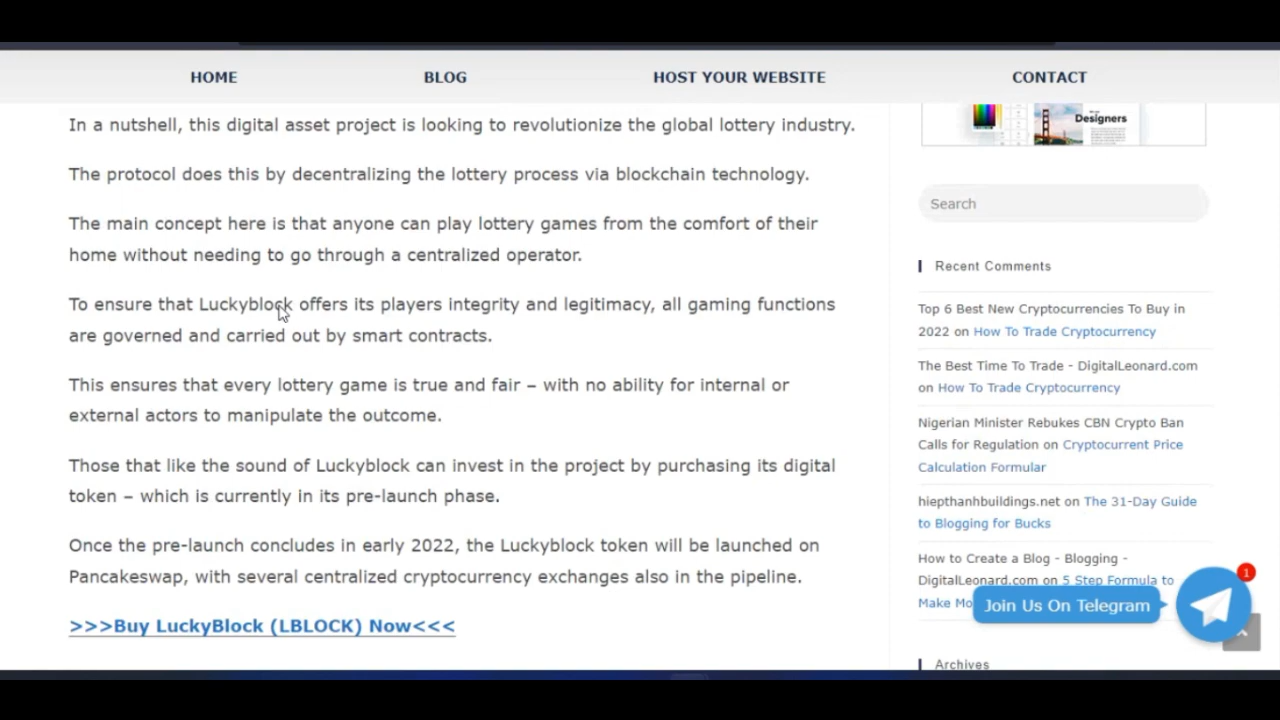 HOME
BLOG
HOST YOUR WEBSITE
CONTACT
In a nutshell, this digital asset project is looking to revolutionize the global lottery industry.
The protocol does this by decentralizing the lottery process via blockchain technology.
The main concept here is that anyone can play lottery games from the comfort of their
home without needing to go through a centralized operator.
To ensure that Luckyblock offers its players integrity and legitimacy, all gaming functions
are governed and carried out by smart contracts.
This ensures that every lottery game is true and fair – with no ability for internal or
external actors to manipulate the outcome.
Those that like the sound of Luckyblock can invest in the project by purchasing its digital
token – which is currently in its pre-launch phase.
Once the pre-launch concludes in early 2022, the Luckyblock token will be launched on
Pancakeswap, with several centralized cryptocurrency exchanges also in the pipeline.
>>>Buy LuckyBlock (LBLOCK) Now<<<
Designers
Search
Recent Comments
Top 6 Best New Cryptocurrencies To Buy in
2022 on How To Trade Cryptocurrency
The Best Time To Trade - DigitalLeonard.com
on How To Trade Cryptocurrency
Nigerian Minister Rebukes CBN Crypto Ban
Calls for Regulation on Cryptocurrent Price
Calculation Formular
hiepthanhbuildings.net on The 31-Day Guide
to Blogging for Bucks
How to Create a Blog - Blogging -
DigitalLeonard.com on 5 Step Formula to
Make Mo
Join Us On Telegram
1
Archives